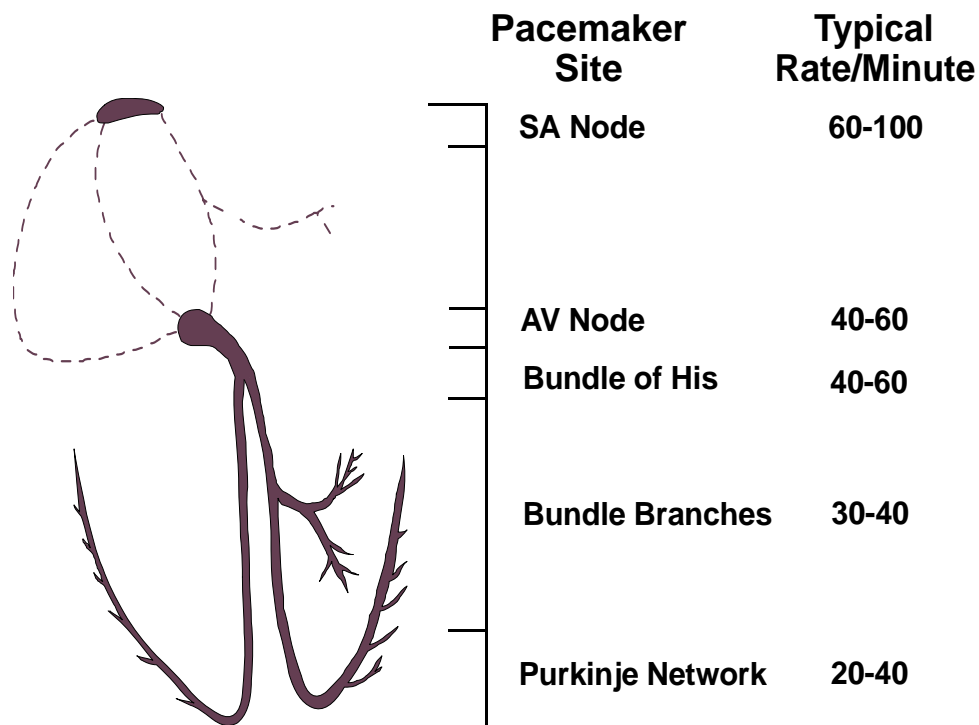 Pacemaker Site Typical Rate/Minute
SA Node 60-100
AV Node 40-60
Bundle of His 40-60
Bundle Branches 30-40
Purkinje Network 20-40